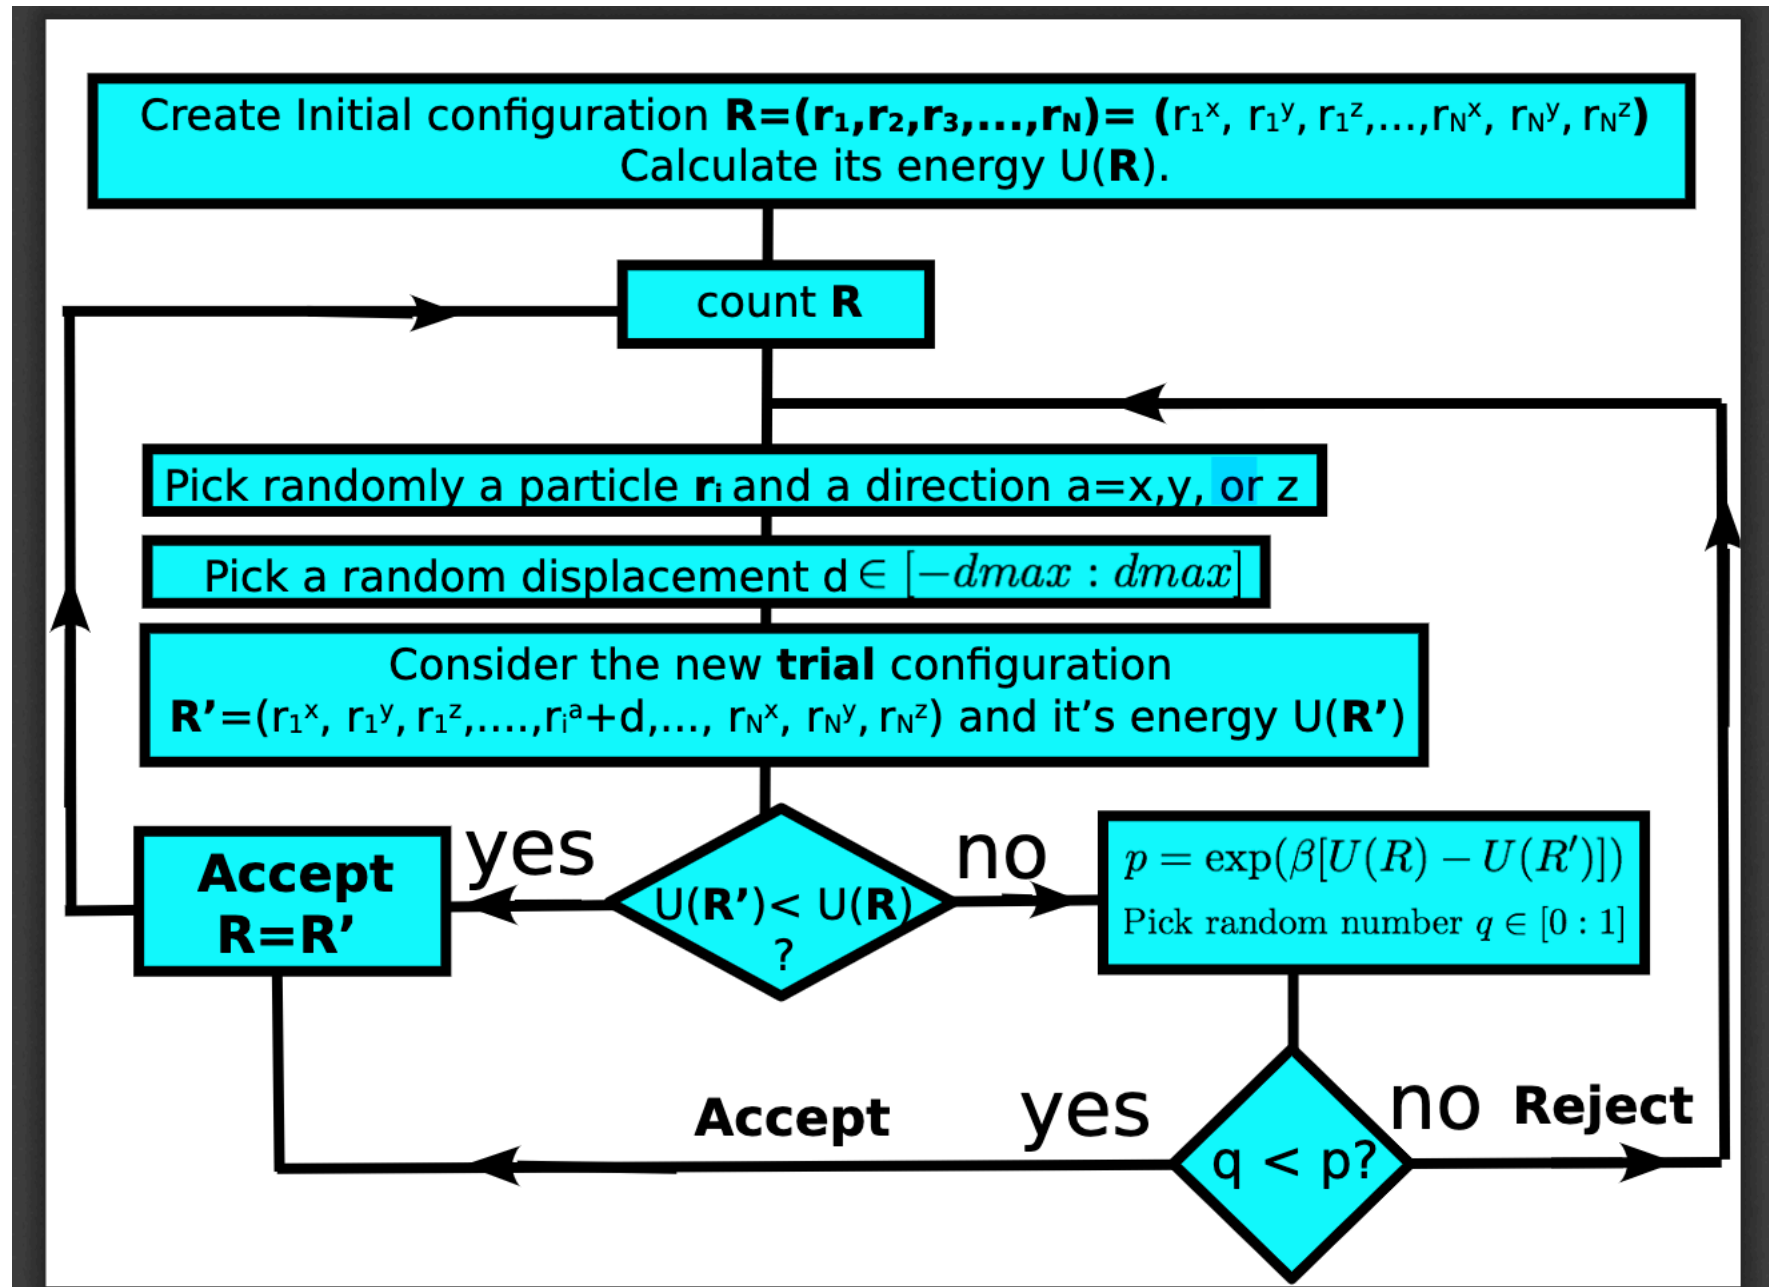 Create Initial configuration R=(r₁,r₂,r₃,...,r_N)= (r₁ˣ, r₁ʸ, r₁ᶻ,...,r_Nˣ, r_Nʸ, r_Nᶻ)
Calculate its energy U(R).
count R
Pick randomly a particle rᵢ and a direction a=x,y, or z
Pick a random displacement d ∈ [−dmax : dmax]
Consider the new trial configuration
R’=(r₁ˣ, r₁ʸ, r₁ᶻ,....,rᵢᵃ+d,..., r_Nˣ, r_Nʸ, r_Nᶻ) and it’s energy U(R’)
Accept
R=R’
yes
U(R’)< U(R)
?
no
p = exp(β[U(R) − U(R′)])
Pick random number q ∈ [0 : 1]
Accept
yes
q < p?
no
Reject